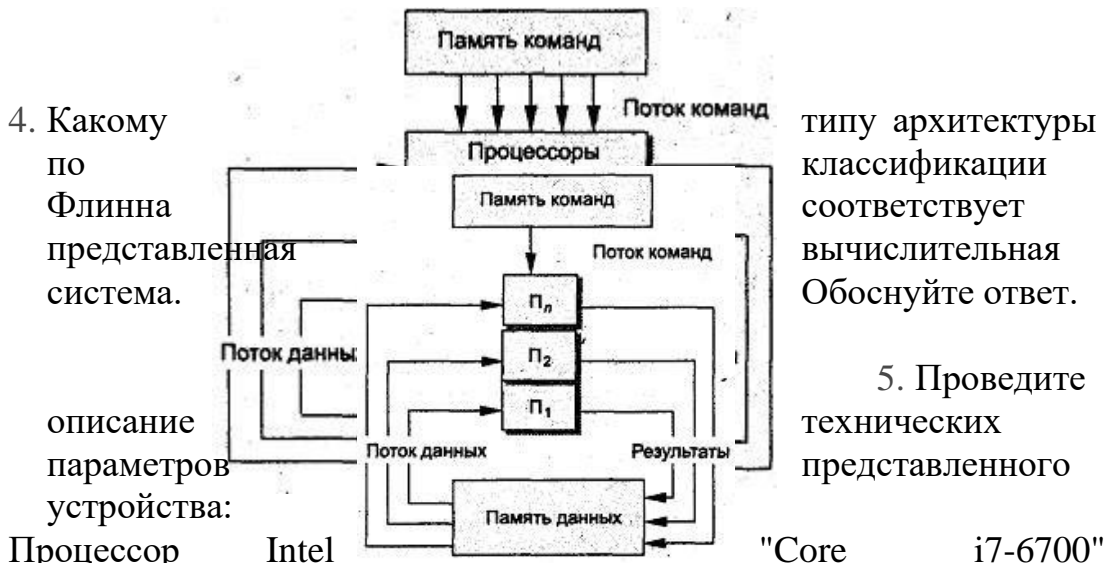 Память команд
Поток команд
4. Какому типу архитектуры
Процессоры
по классификации
Память команд
Флинна соответствует
представленная вычислительная
Поток команд
система. Обоснуйте ответ.
Пn
Поток данны
П2
5. Проведите
П1
описание технических
Поток данных Результаты
параметров представленного
устройства:
Память данных
Процессор Intel "Core i7-6700"